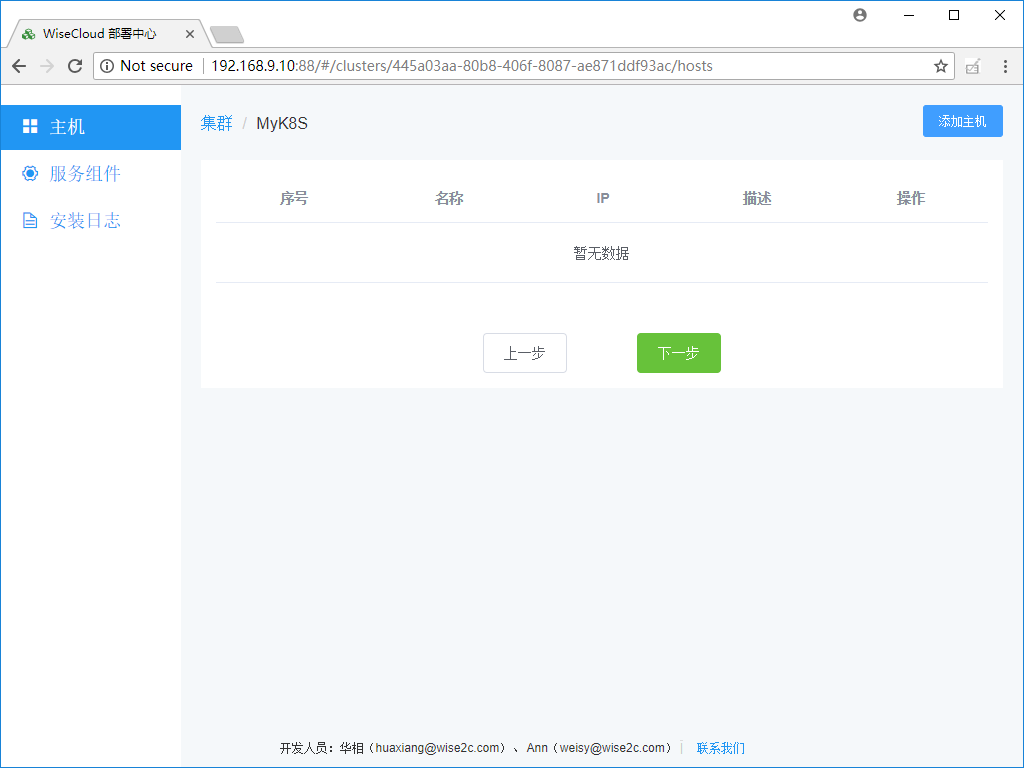 WiseCloud 部署中心
Not secure 192.168.9.10:88/#/clusters/445a03aa-80b8-406f-8087-ae871ddf93ac/hosts
主机
服务组件
安装日志
集群 / MyK8S
添加主机
序号 名称 IP 描述 操作
暂无数据
上一步 下一步
开发人员：华相（huaxiang@wise2c.com）、Ann（weisy@wise2c.com） 联系我们